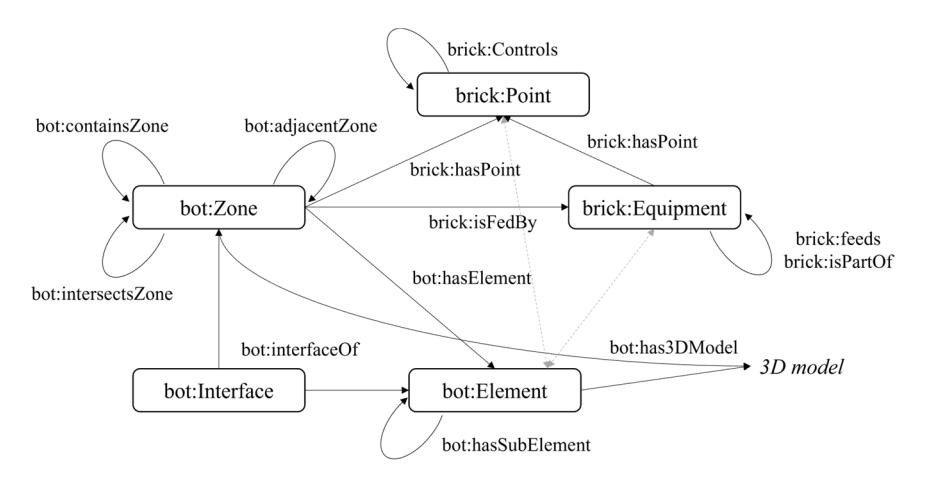 brick:Controls
brick:Point
bot:containsZone
bot:adjacentZone
brick:hasPoint
brick:hasPoint
bot:Zone
brick:isFedBy
brick:Equipment
brick:feeds
brick:isPartOf
bot:intersectsZone
bot:hasElement
bot:interfaceOf
bot:has3DModel
3D model
bot:Interface
bot:Element
bot:hasSubElement